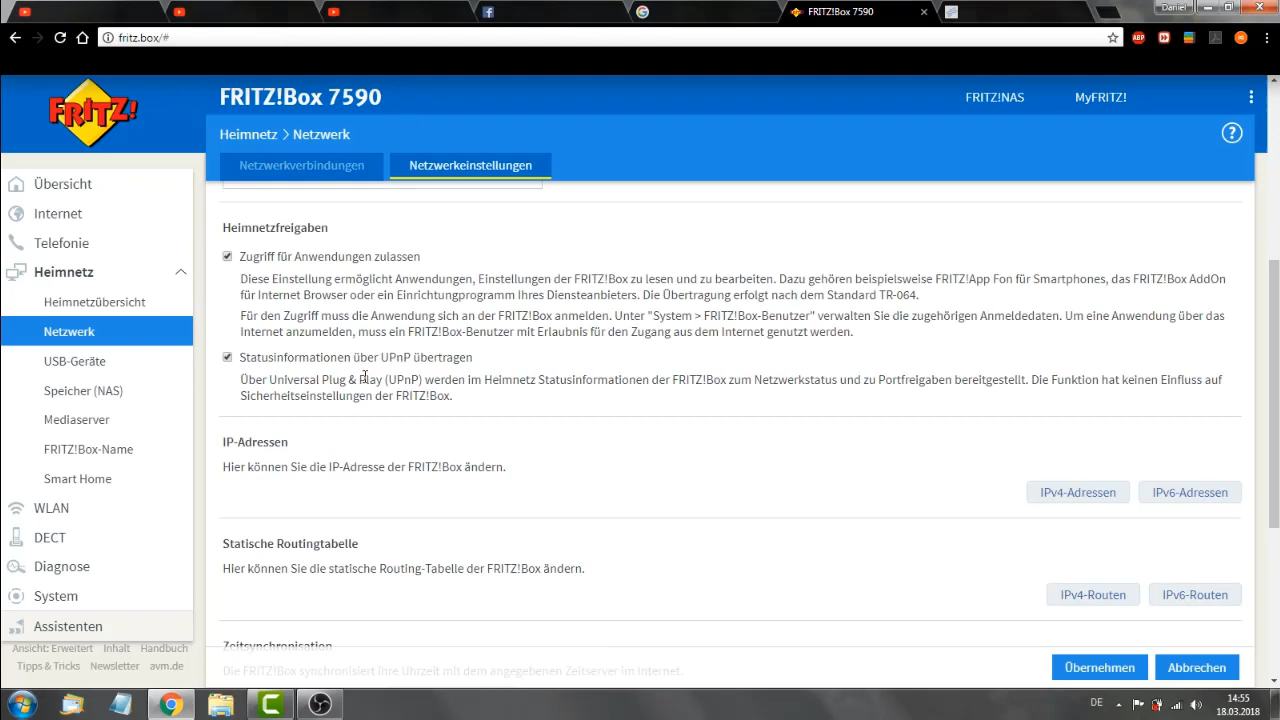 FRITZ!Box 7590
Daniel
fritz.box/#
ABP
FRITZ!
FRITZ!Box 7590
FRITZ!NAS
MyFRITZ!
Heimnetz > Netzwerk
?
Netzwerkverbindungen
Netzwerkeinstellungen
Übersicht
Internet
Telefonie
Heimnetz
Heimnetzübersicht
Netzwerk
USB-Geräte
Speicher (NAS)
Mediaserver
FRITZ!Box-Name
Smart Home
WLAN
DECT
Diagnose
System
Assistenten
Ansicht: Erweitert Inhalt Handbuch
Tipps & Tricks Newsletter avm.de
Heimnetzfreigaben
Zugriff für Anwendungen zulassen
Diese Einstellung ermöglicht Anwendungen, Einstellungen der FRITZ!Box zu lesen und zu bearbeiten. Dazu gehören beispielsweise FRITZ!App Fon für Smartphones, das FRITZ!Box AddOn
für Internet Browser oder ein Einrichtungprogramm Ihres Diensteanbieters. Die Übertragung erfolgt nach dem Standard TR-064.
Für den Zugriff muss die Anwendung sich an der FRITZ!Box anmelden. Unter "System > FRITZ!Box-Benutzer" verwalten Sie die zugehörigen Anmeldedaten. Um eine Anwendung über das
Internet anzumelden, muss ein FRITZ!Box-Benutzer mit Erlaubnis für den Zugang aus dem Internet genutzt werden.
Statusinformationen über UPnP übertragen
Über Universal Plug & Play (UPnP) werden im Heimnetz Statusinformationen der FRITZ!Box zum Netzwerkstatus und zu Portfreigaben bereitgestellt. Die Funktion hat keinen Einfluss auf
Sicherheitseinstellungen der FRITZ!Box.
IP-Adressen
Hier können Sie die IP-Adresse der FRITZ!Box ändern.
IPv4-Adressen
IPv6-Adressen
Statische Routingtabelle
Hier können Sie die statische Routing-Tabelle der FRITZ!Box ändern.
IPv4-Routen
IPv6-Routen
Zeitsynchronisation
Die FRITZ!Box synchronisiert ihre Uhrzeit mit dem angegebenen Zeitserver im Internet.
Übernehmen
Abbrechen
DE
14:55
18.03.2018